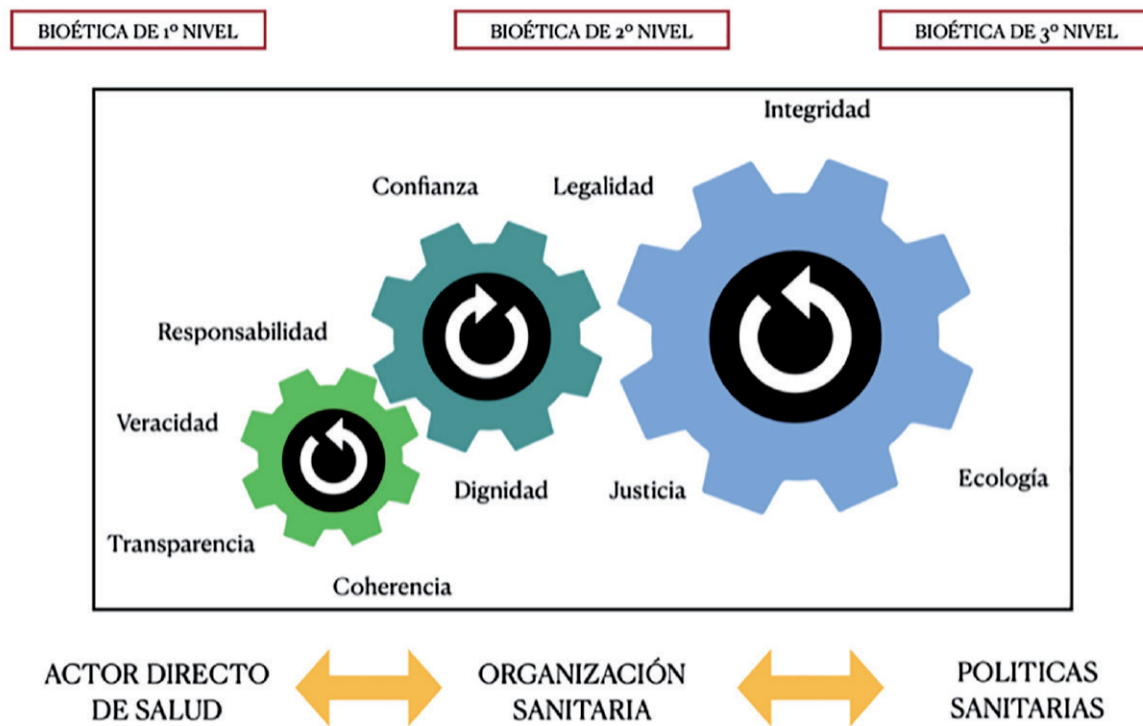 BIOÉTICA DE 1º NIVEL
BIOÉTICA DE 2º NIVEL
BIOÉTICA DE 3º NIVEL
Integridad
Confianza
Legalidad
Responsabilidad
Veracidad
Dignidad
Justicia
Ecología
Transparencia
Coherencia
ACTOR DIRECTO
DE SALUD
ORGANIZACIÓN
SANITARIA
POLITICAS
SANITARIAS